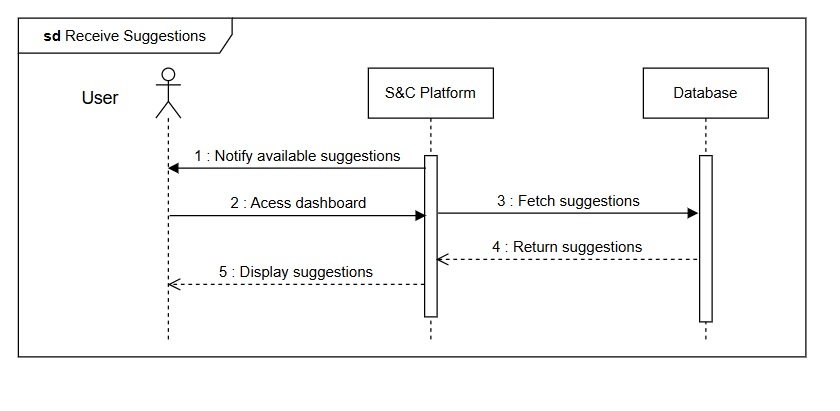 sd Receive Suggestions
User
S&C Platform
Database
1 : Notify available suggestions
2 : Acess dashboard
3 : Fetch suggestions
4 : Return suggestions
5 : Display suggestions